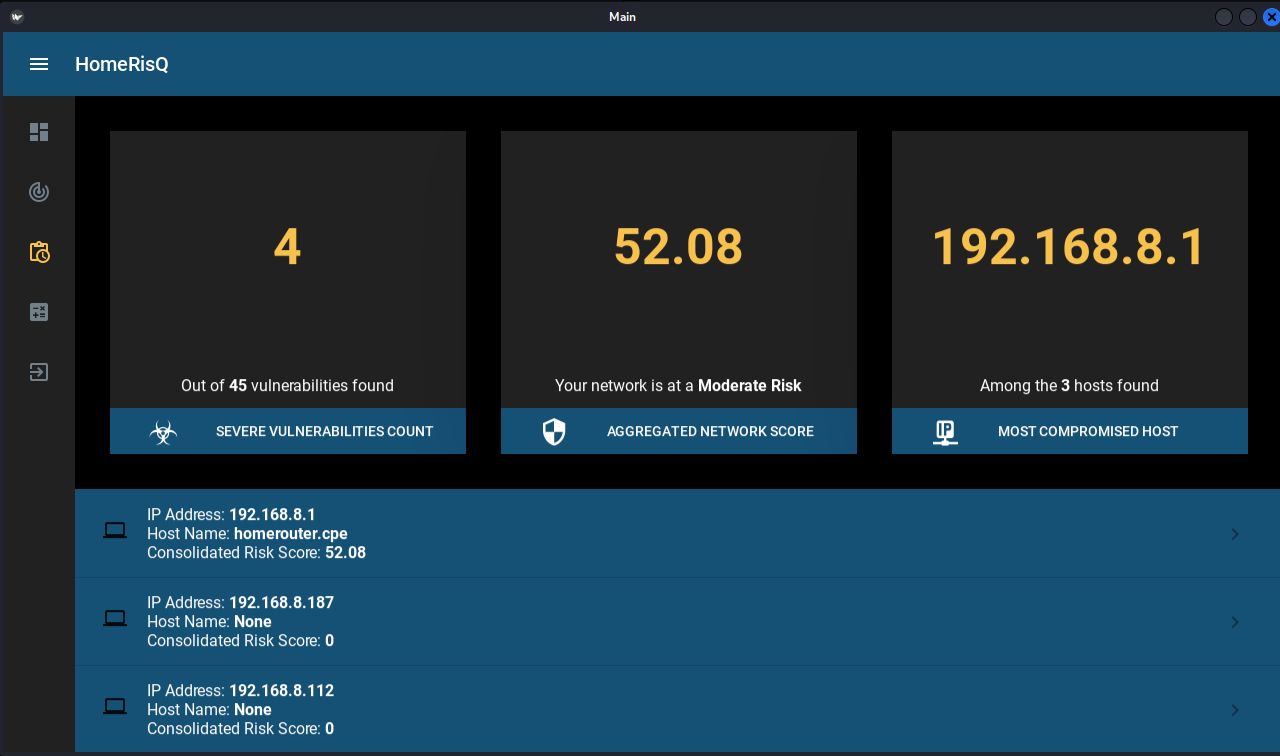 Main
HomeRisQ
4
Out of 45 vulnerabilities found
SEVERE VULNERABILITIES COUNT
52.08
Your network is at a Moderate Risk
AGGREGATED NETWORK SCORE
192.168.8.1
Among the 3 hosts found
IP
MOST COMPROMISED HOST
IP Address: 192.168.8.1
Host Name: homerouter.cpe
Consolidated Risk Score: 52.08
IP Address: 192.168.8.187
Host Name: None
Consolidated Risk Score: 0
IP Address: 192.168.8.112
Host Name: None
Consolidated Risk Score: 0